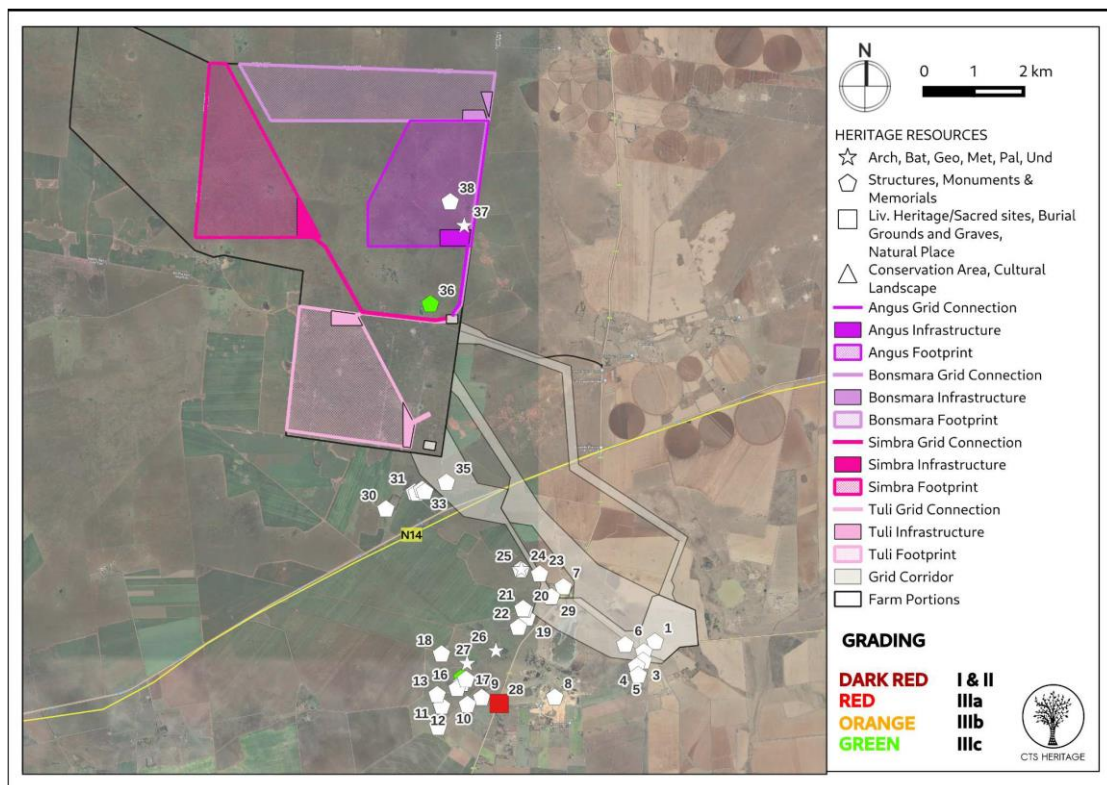 38
37
36
35
31
30
33
N14
25
24
23
7
21
20
22
29
19
6
1
18
26
27
4
3
5
16
17
13
9
28
8
11
10
12
N
0 1 2 km
HERITAGE RESOURCES
Arch, Bat, Geo, Met, Pal, Und
Structures, Monuments &
Memorials
Liv. Heritage/Sacred sites, Burial
Grounds and Graves,
Natural Place
Conservation Area, Cultural
Landscape
Angus Grid Connection
Angus Infrastructure
Angus Footprint
Bonsmara Grid Connection
Bonsmara Infrastructure
Bonsmara Footprint
Simbra Grid Connection
Simbra Infrastructure
Simbra Footprint
Tuli Grid Connection
Tuli Infrastructure
Tuli Footprint
Grid Corridor
Farm Portions
GRADING
DARK RED I & II
RED IIIa
ORANGE IIIb
GREEN IIIc
CTS HERITAGE